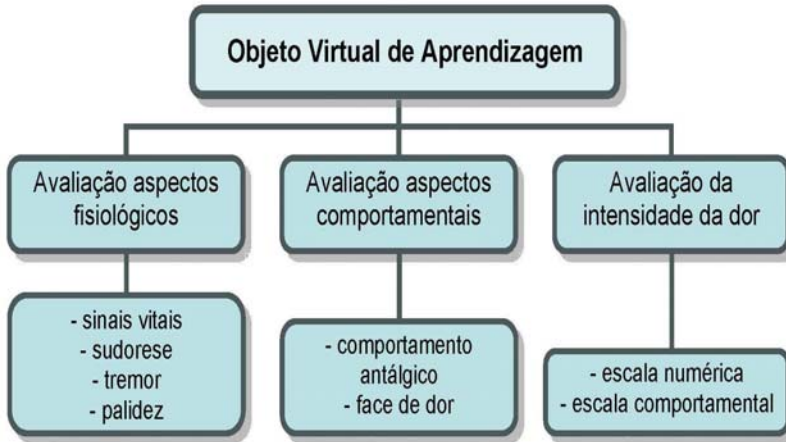 Objeto Virtual de Aprendizagem
Avaliação aspectos
fisiológicos
Avaliação aspectos
comportamentais
Avaliação da
intensidade da dor
- sinais vitais
- sudorese
- tremor
- palidez
- comportamento
antálgico
- face de dor
- escala numérica
- escala comportamental